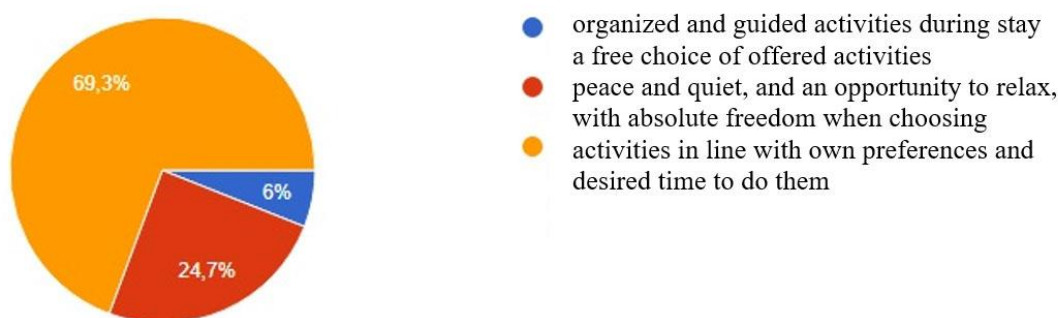 69,3%
6%
24,7%
organized and guided activities during stay
a free choice of offered activities
peace and quiet, and an opportunity to relax,
with absolute freedom when choosing
activities in line with own preferences and
desired time to do them